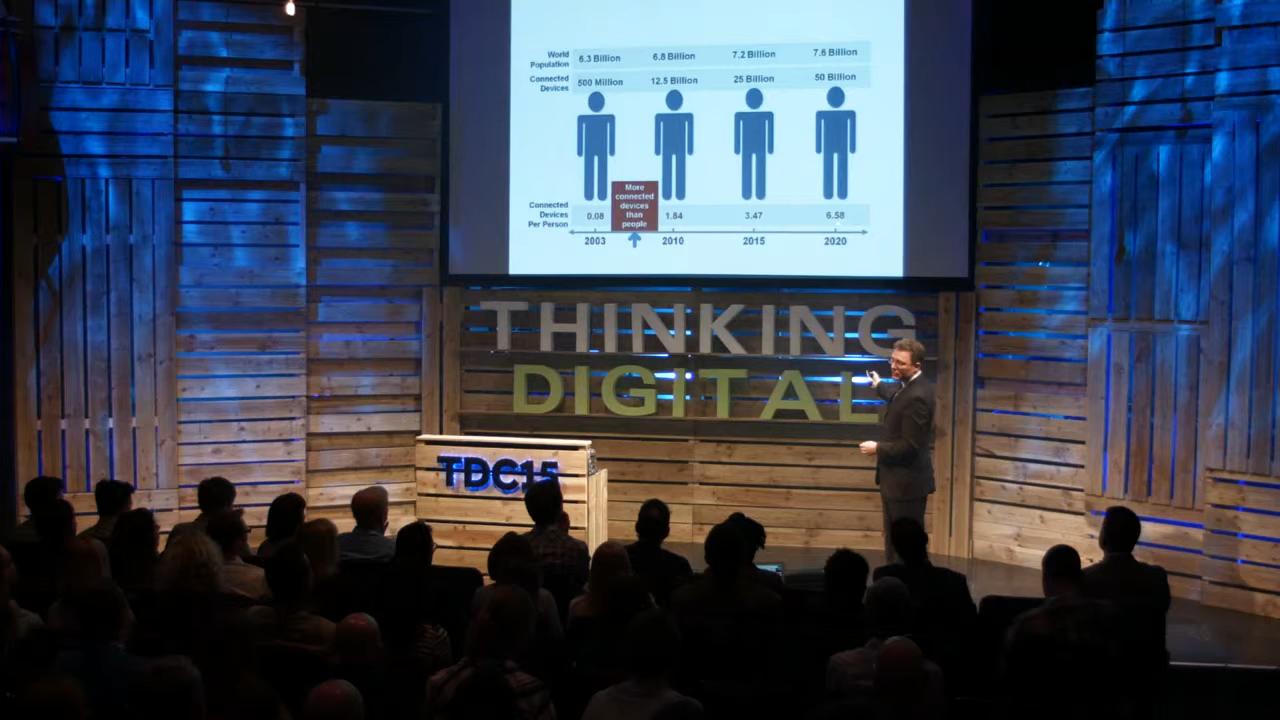 World Population 6.3 Billion 6.8 Billion 7.2 Billion 7.6 Billion
Connected Devices 500 Million 12.5 Billion 25 Billion 50 Billion
More
connected
devices
than
people
Connected Devices Per Person 0.08 1.84 3.47 6.58
2003 2010 2015 2020
THINKING
DIGITAL
TDC15